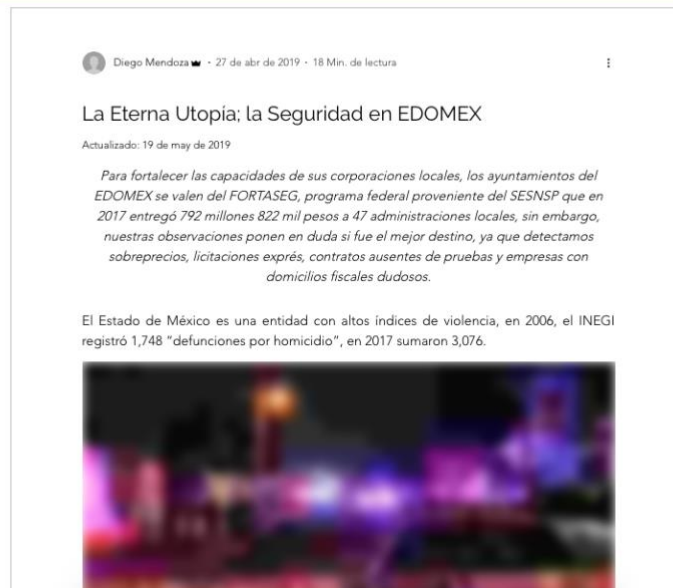 Diego Mendoza · 27 de abr de 2019 · 18 Min. de lectura
La Eterna Utopía; la Seguridad en EDOMEX
Actualizado: 19 de may de 2019
Para fortalecer las capacidades de sus corporaciones locales, los ayuntamientos del
EDOMEX se valen del FORTASEG, programa federal proveniente del SESNSP que en
2017 entregó 792 millones 822 mil pesos a 47 administraciones locales, sin embargo,
nuestras observaciones ponen en duda si fue el mejor destino, ya que detectamos
sobreprecios, licitaciones exprés, contratos ausentes de pruebas y empresas con
domicilios fiscales dudosos.
El Estado de México es una entidad con altos índices de violencia, en 2006, el INEGI
registró 1,748 “defunciones por homicidio”, en 2017 sumaron 3,076.